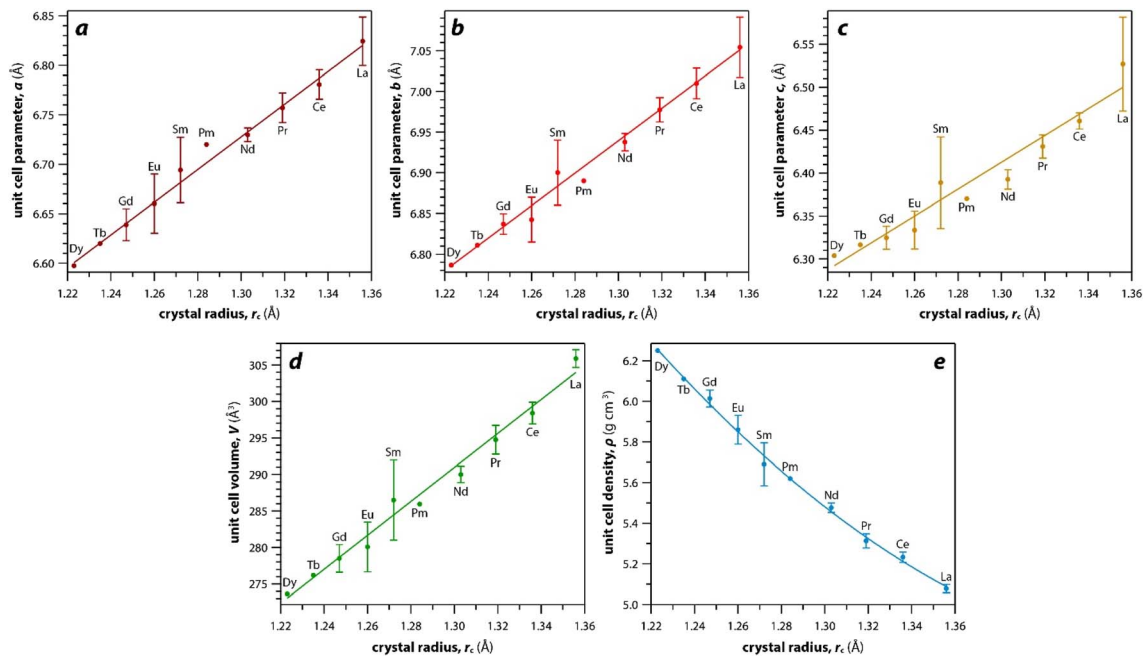 a
6.85
6.80
6.75
6.70
6.65
6.60
unit cell parameter, a (Å)
Dy
Tb
Gd
Eu
Sm
Pm
Nd
Pr
Ce
La
1.22 1.24 1.26 1.28 1.30 1.32 1.34 1.36
crystal radius, rc (Å)
b
7.05
7.00
6.95
6.90
6.85
6.80
unit cell parameter, b (Å)
Dy
Tb
Gd
Eu
Sm
Pm
Nd
Pr
Ce
La
1.22 1.24 1.26 1.28 1.30 1.32 1.34 1.36
crystal radius, rc (Å)
c
6.55
6.50
6.45
6.40
6.35
6.30
unit cell parameter c, (Å)
Dy
Tb
Gd
Eu
Sm
Pm
Nd
Pr
Ce
La
1.22 1.24 1.26 1.28 1.30 1.32 1.34 1.36
crystal radius, rc (Å)
d
305
300
295
290
285
280
275
unit cell volume, V (Å³)
Dy
Tb
Gd
Eu
Sm
Pm
Nd
Pr
Ce
La
1.22 1.24 1.26 1.28 1.30 1.32 1.34 1.36
crystal radius, rc (Å)
e
6.2
6.0
5.8
5.6
5.4
5.2
5.0
unit cell density, ρ (g cm³)
Dy
Tb
Gd
Eu
Sm
Pm
Nd
Pr
Ce
La
1.22 1.24 1.26 1.28 1.30 1.32 1.34 1.36
crystal radius, rc (Å)